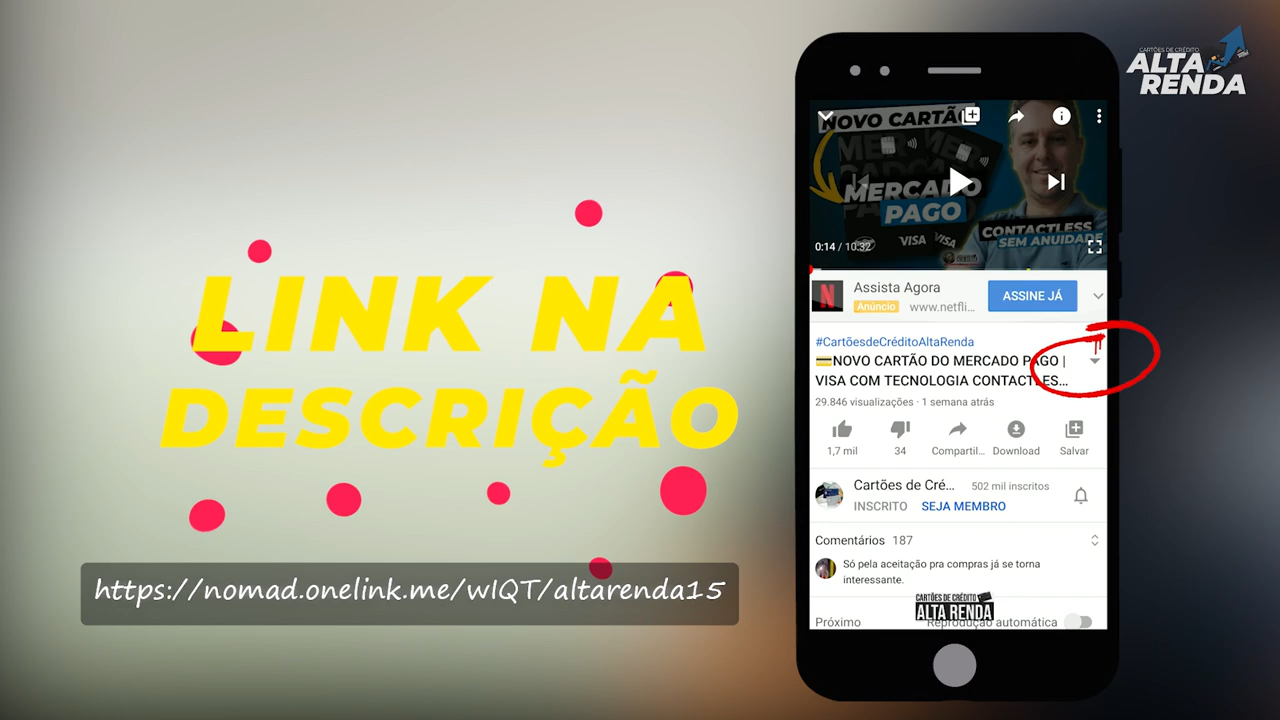 LINK NA
DESCRIÇÃO
https://nomad.onelink.me/wIQT/altarenda15
CARTÕES DE CRÉDITO
ALTA
RENDA
NOVO CARTÃO
MERCADO
PAGO
VISA VISA
CONTACTLESS
SEM ANUIDADE
0:14 / 10:32
N
Assista Agora
Anúncio www.netfli...
ASSINE JÁ
#CartõesdeCréditoAltaRenda
NOVO CARTÃO DO MERCADO PAGO |
VISA COM TECNOLOGIA CONTACTLES...
29.846 visualizações · 1 semana atrás
1,7 mil 34 Compartil... Download Salvar
Cartões de Cré... 502 mil inscritos
INSCRITO SEJA MEMBRO
Comentários 187
Só pela aceitação pra compras já se torna
interessante.
CARTÕES DE CRÉDITO
ALTA RENDA
Próximo Reprodução automática